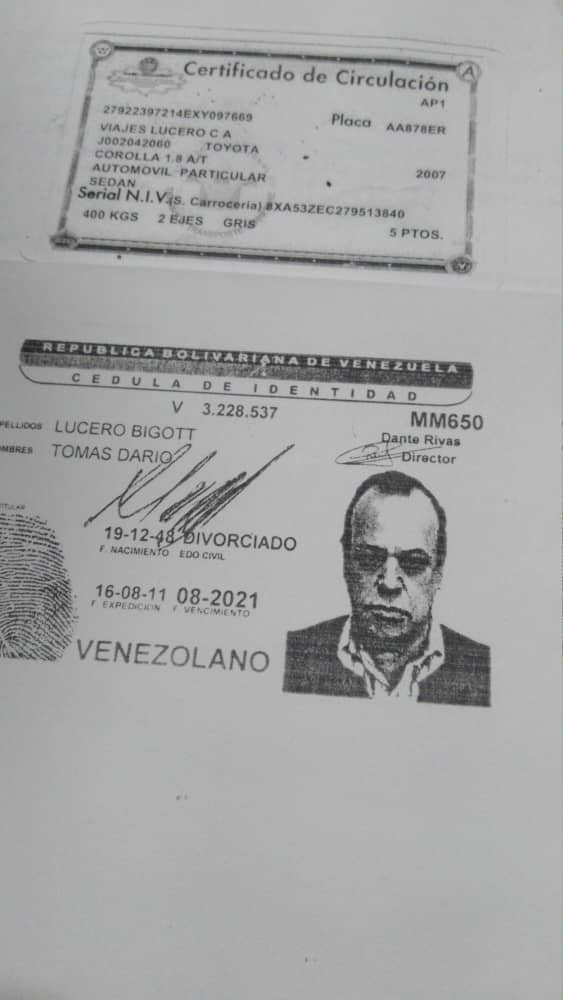 Certificado de Circulación
AP1
27922397214EXY097669
Placa AA878ER
VIAJES LUCERO C A
J002042060 TOYOTA
COROLLA 1.8 A/T
AUTOMOVIL PARTICULAR 2007
SEDAN
Serial N.I.V.(S. Carrocería) 8XA53ZEC279513840
400 KGS 2 EJES GRIS 5 PTOS.
REPUBLICA BOLIVARIANA DE VENEZUELA
CEDULA DE IDENTIDAD
V 3.228.537
MM650
PELLIDOS LUCERO BIGOTT
Dante Rivas
MBRES TOMAS DARIO
Director
TITULAR
19-12-48 DIVORCIADO
F. NACIMIENTO EDO CIVIL
16-08-11 08-2021
F EXPEDICION F VENCIMIENTO
VENEZOLANO